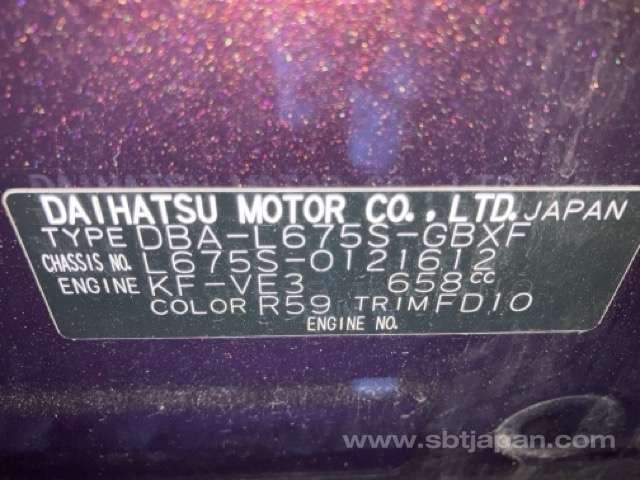 DAIHATSU MOTOR CO., LTD. JAPAN
TYPE DBA-L675S-GBXF
CHASSIS NO. L675S-0121612
ENGINE KF-VE3 658cc
COLOR R59 TRIM FD10
ENGINE NO.
www.sbtjapan.com